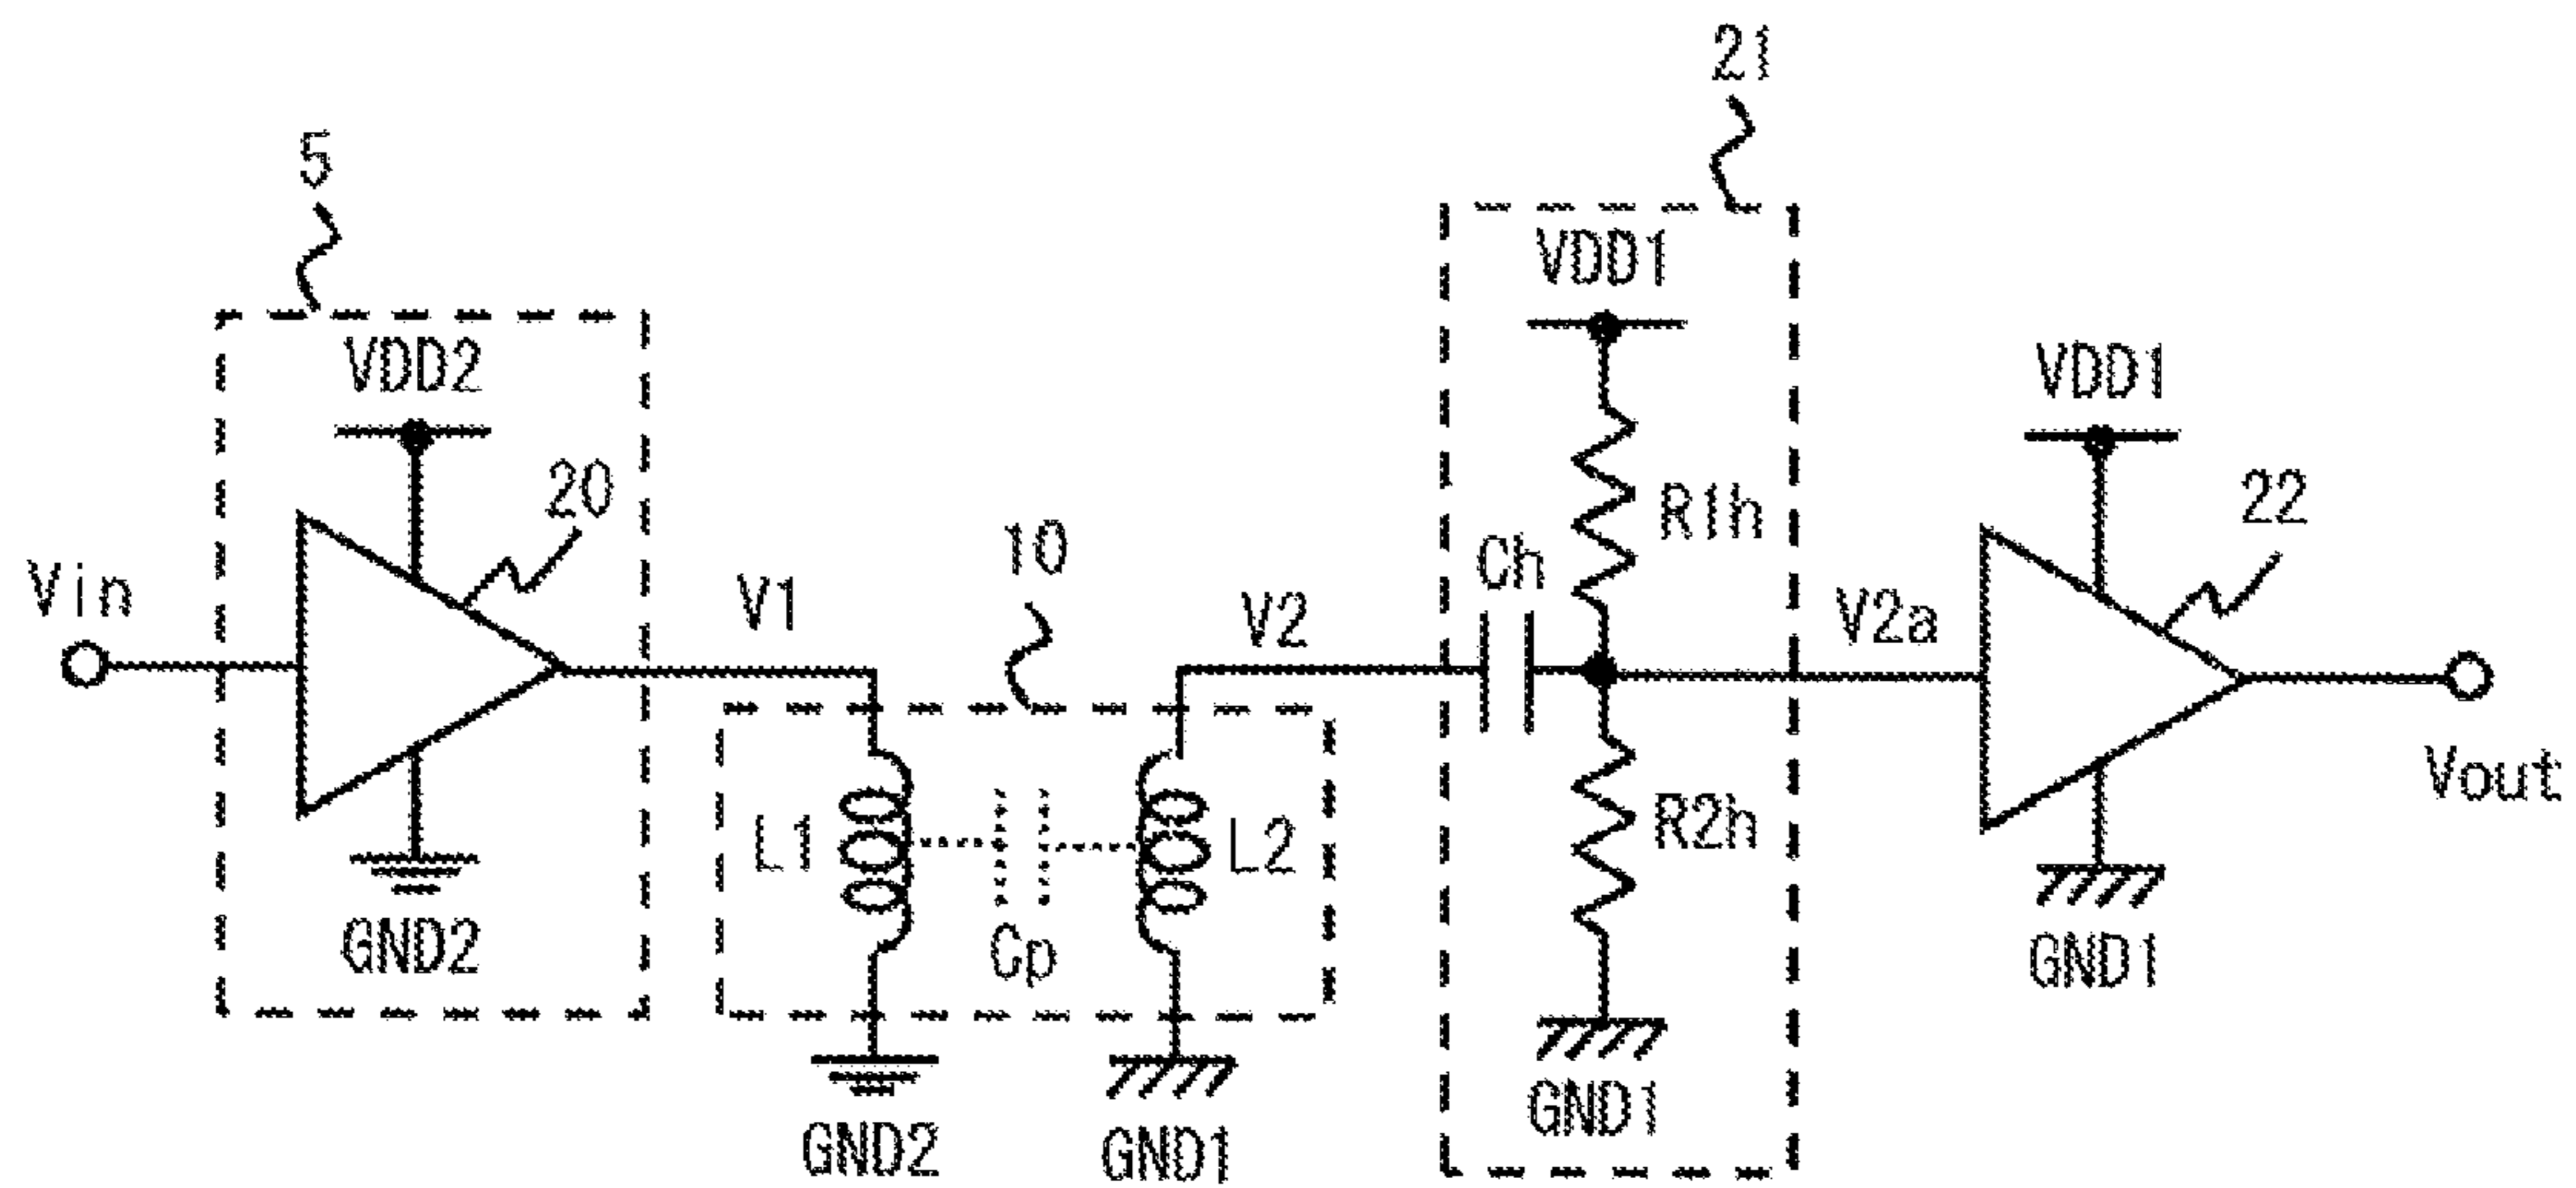 21
5
VDD1
VDD2
VDD1
20
22
10
R1h
Ch
Vin
V1
V2
V2a
Vout
L1
L2
R2h
Cp
GND2
GND1
GND1
GND2
GND1